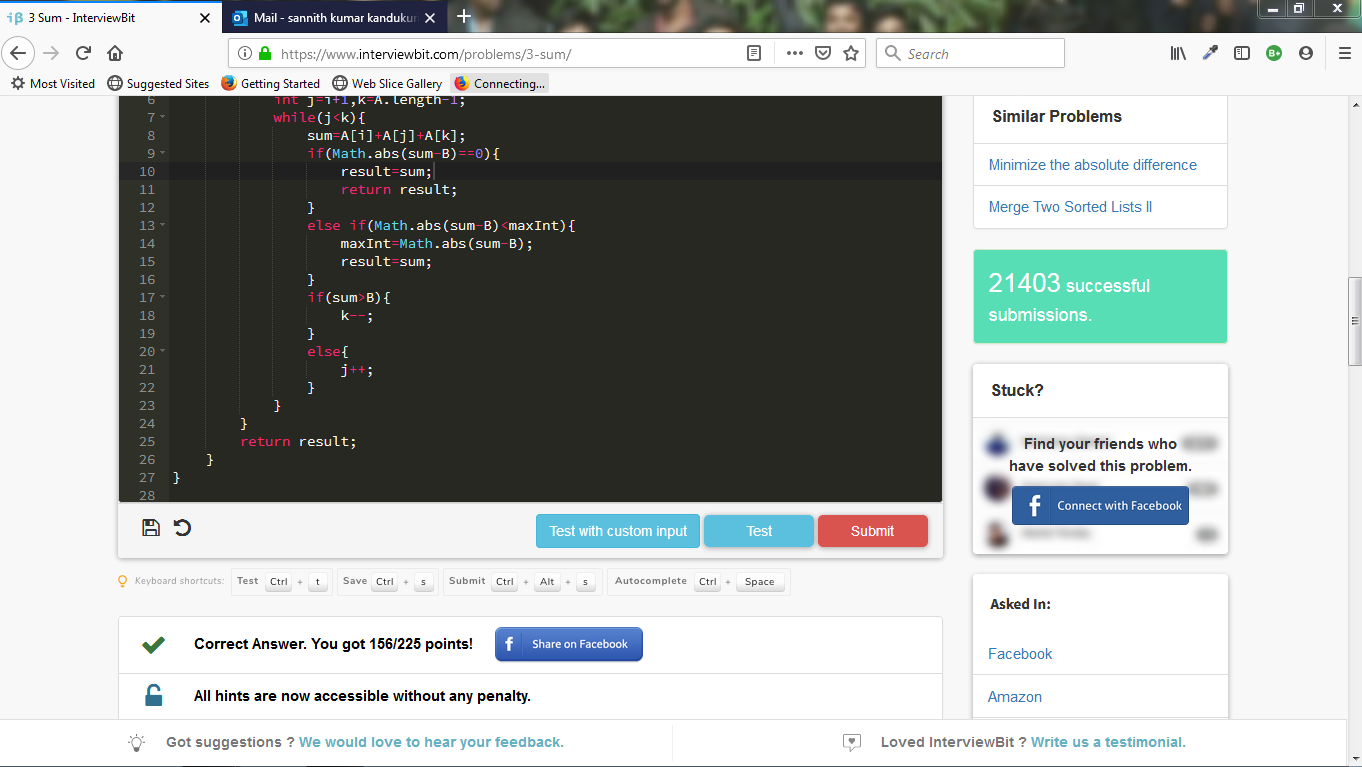 3 Sum - InterviewBit
Mail - sannith kumar kandukur
https://www.interviewbit.com/problems/3-sum/
Search
Most Visited
Suggested Sites
Getting Started
Web Slice Gallery
Connecting...
6 int j=i+1,k=A.length-1;
7 while(j<k){
8 sum=A[i]+A[j]+A[k];
9 if(Math.abs(sum-B)==0){
10 result=sum;
11 return result;
12 }
13 else if(Math.abs(sum-B)<maxInt){
14 maxInt=Math.abs(sum-B);
15 result=sum;
16 }
17 if(sum>B){
18 k--;
19 }
20 else{
21 j++;
22 }
23 }
24 }
25 return result;
26 }
27 }
28
Test with custom input
Test
Submit
Keyboard shortcuts: Test Ctrl + t Save Ctrl + s Submit Ctrl + Alt + s Autocomplete Ctrl + Space
Correct Answer. You got 156/225 points!
f Share on Facebook
All hints are now accessible without any penalty.
Similar Problems
Minimize the absolute difference
Merge Two Sorted Lists II
21403 successful
submissions.
Stuck?
Find your friends who
have solved this problem.
f Connect with Facebook
Asked In:
Facebook
Amazon
Got suggestions ? We would love to hear your feedback.
Loved InterviewBit ? Write us a testimonial.